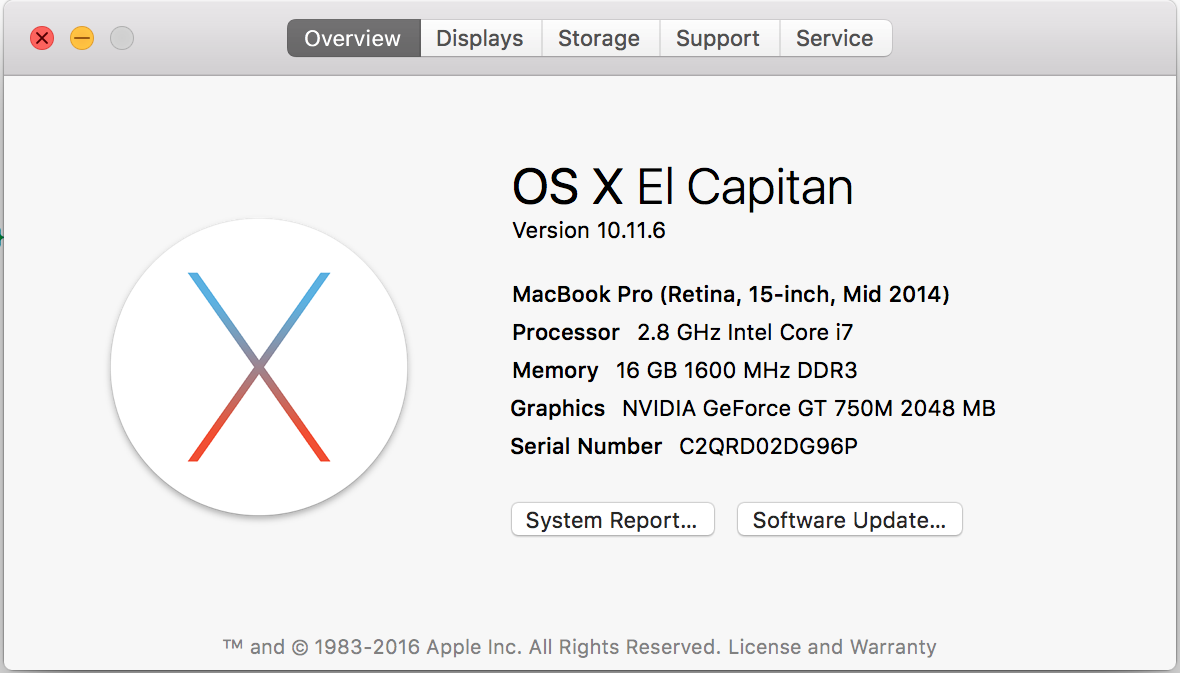 Overview Displays Storage Support Service
OS X El Capitan
Version 10.11.6
MacBook Pro (Retina, 15-inch, Mid 2014)
Processor 2.8 GHz Intel Core i7
Memory 16 GB 1600 MHz DDR3
Graphics NVIDIA GeForce GT 750M 2048 MB
Serial Number C2QRD02DG96P
System Report... Software Update...
™ and © 1983-2016 Apple Inc. All Rights Reserved. License and Warranty